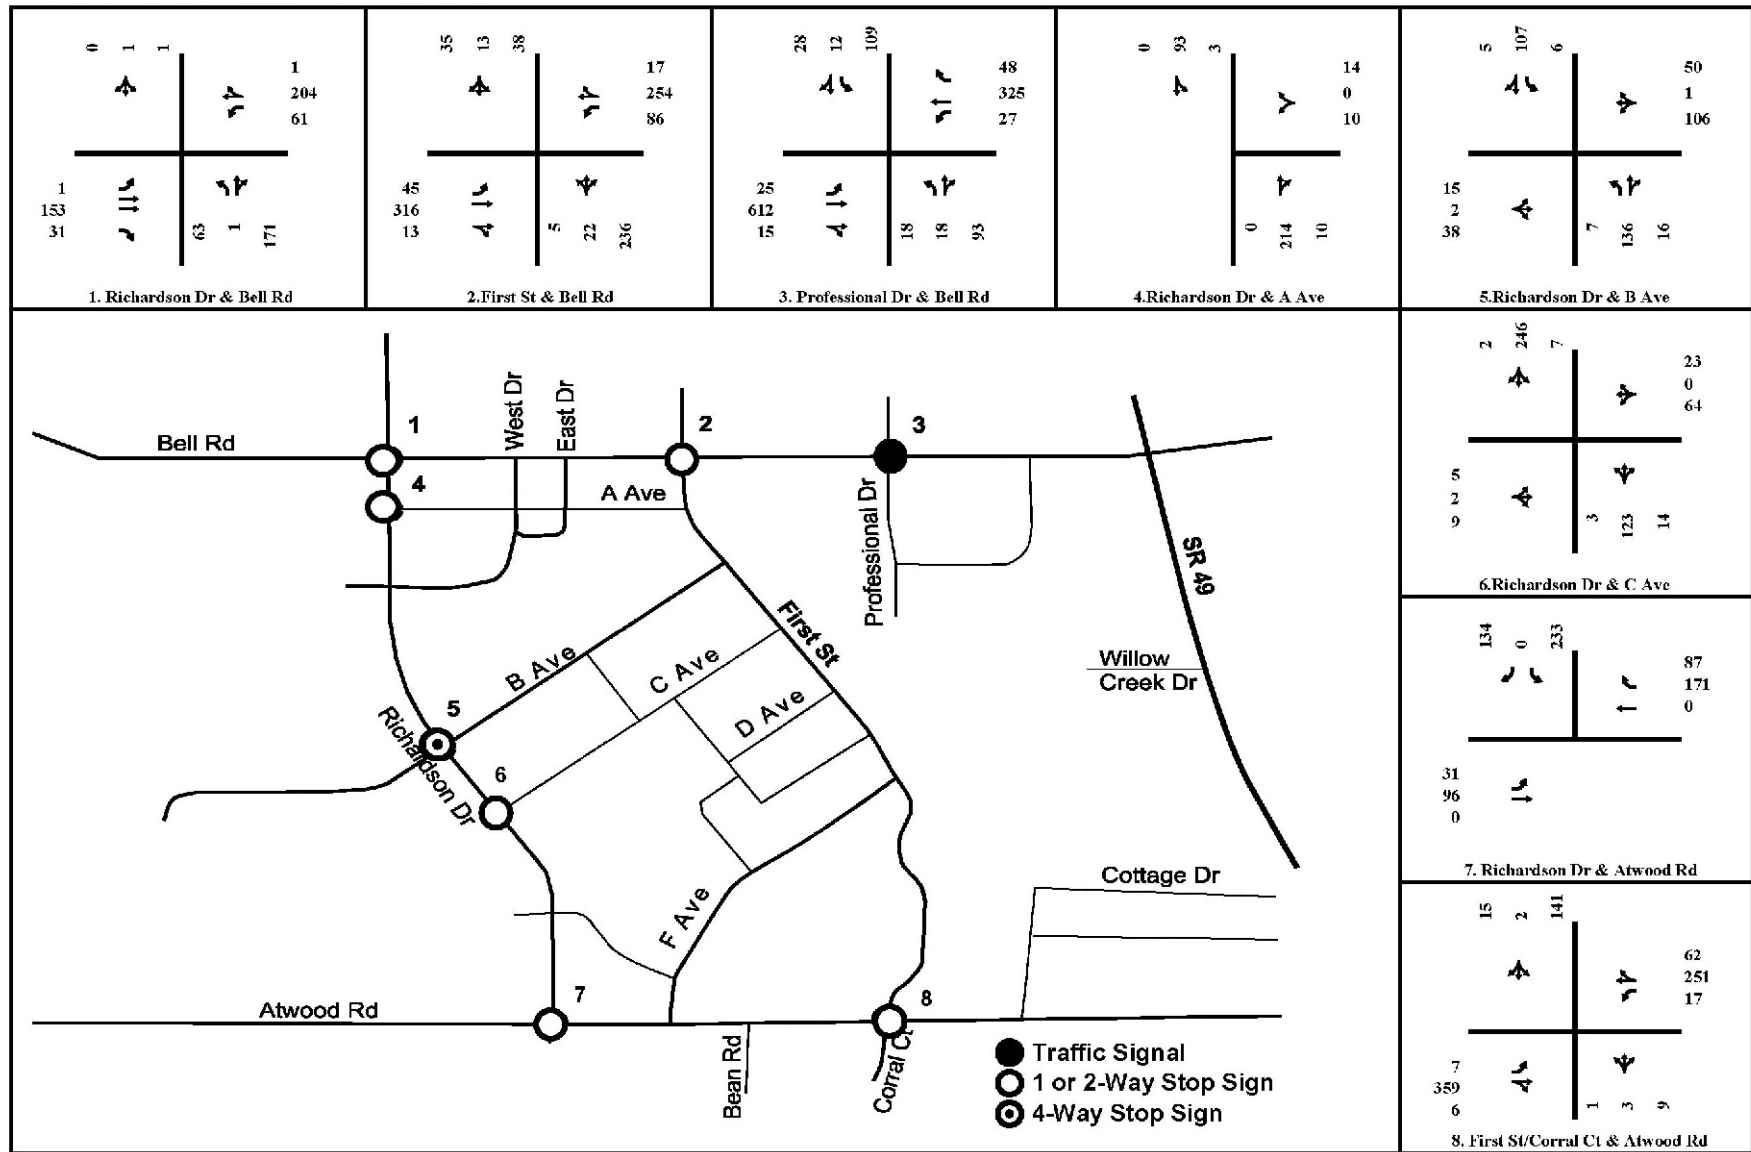 0 1 1
1
204
61
1
153
31
63 1 171
1. Richardson Dr & Bell Rd
35 13 38
17
254
86
45
316
13
5 22 236
2.First St & Bell Rd
28 12 109
48
325
27
25
612
15
18 18 93
3. Professional Dr & Bell Rd
0 93 3
14
0
10
0 214 10
4.Richardson Dr & A Ave
5 107 6
50
1
106
15
2
38
7 136 16
5.Richardson Dr & B Ave
2 246 7
23
0
64
5
2
9
3 123 14
6.Richardson Dr & C Ave
134 0 233
87
171
0
31
96
0
7. Richardson Dr & Atwood Rd
15 2 141
62
251
17
7
359
6
1 3 9
8. First St/Corral Ct & Atwood Rd
Bell Rd
1
West Dr
East Dr
2
3
4
A Ave
Professional Dr
SR 49
First St
B Ave
C Ave
Willow
Creek Dr
D Ave
5
Richardson Dr
6
Cottage Dr
F Ave
7
8
Atwood Rd
Bean Rd
Corral Ct
Traffic Signal
1 or 2-Way Stop Sign
4-Way Stop Sign